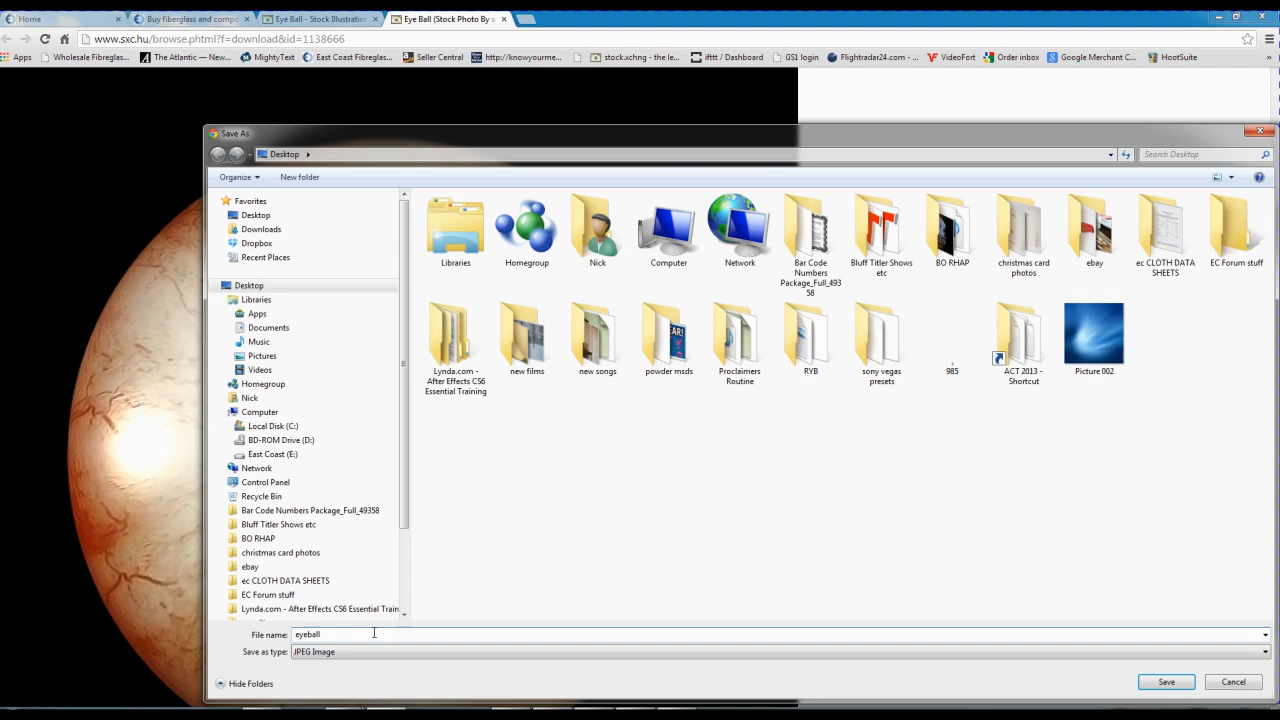 Home
Buy fiberglass and compo
Eye Ball - Stock Illustration
Eye Ball (Stock Photo By s
www.sxc.hu/browse.phtml?f=download&id=1138666
Apps
Wholesale Fibreglas...
The Atlantic — New...
MightyText
East Coast Fibreglas...
Seller Central
http://knowyourme...
stock.xchng - the le...
ifttt / Dashboard
GS1 login
Flightradar24.com - ...
VideoFort
Order inbox
Google Merchant C...
HootSuite
»
Save As
Desktop
Search Desktop
Organize
New folder
Favorites
Desktop
Downloads
Dropbox
Recent Places
Desktop
Libraries
Apps
Documents
Music
Pictures
Videos
Homegroup
Nick
Computer
Local Disk (C:)
BD-ROM Drive (D:)
East Coast (E:)
Network
Control Panel
Recycle Bin
Bar Code Numbers Package_Full_49358
Bluff Titler Shows etc
BO RHAP
christmas card photos
ebay
ec CLOTH DATA SHEETS
EC Forum stuff
Lynda.com - After Effects CS6 Essential Train
Libraries
Homegroup
Nick
Computer
Network
Bar Code
Numbers
Package_Full_493
58
Bluff Titler Shows
etc
BO RHAP
christmas card
photos
ebay
ec CLOTH DATA
SHEETS
EC Forum stuff
Lynda.com -
After Effects CS6
Essential Training
new films
new songs
powder msds
Proclaimers
Routine
RYB
sony vegas
presets
985
ACT 2013 -
Shortcut
Picture 002
File name:
eyeball
Save as type:
JPEG Image
Hide Folders
Save
Cancel